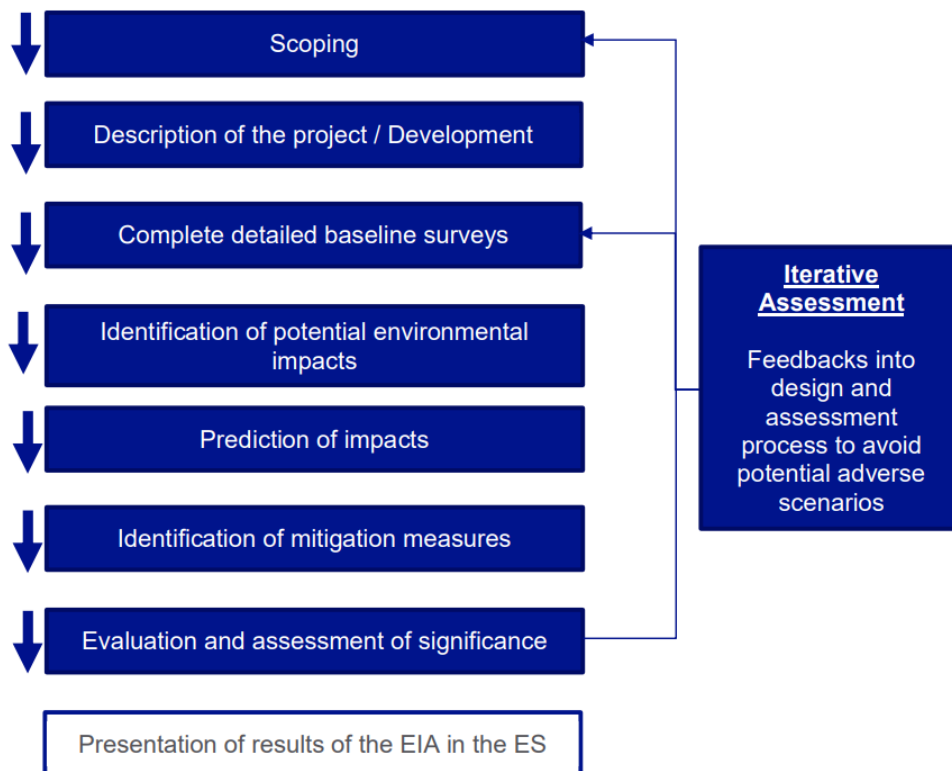 Scoping
Description of the project / Development
Complete detailed baseline surveys
Identification of potential environmental
impacts
Prediction of impacts
Identification of mitigation measures
Evaluation and assessment of significance
Presentation of results of the EIA in the ES
Iterative
Assessment
Feedbacks into
design and
assessment
process to avoid
potential adverse
scenarios